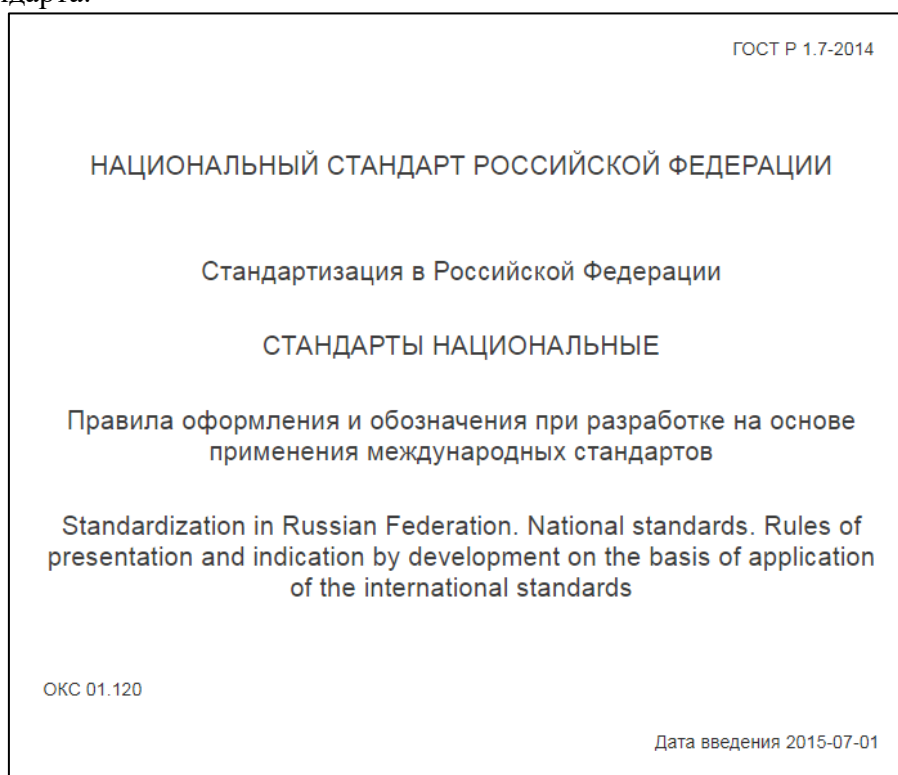 ГОСТ Р 1.7-2014
НАЦИОНАЛЬНЫЙ СТАНДАРТ РОССИЙСКОЙ ФЕДЕРАЦИИ
Стандартизация в Российской Федерации
СТАНДАРТЫ НАЦИОНАЛЬНЫЕ
Правила оформления и обозначения при разработке на основе
применения международных стандартов
Standardization in Russian Federation. National standards. Rules of
presentation and indication by development on the basis of application
of the international standards
ОКС 01.120
Дата введения 2015-07-01